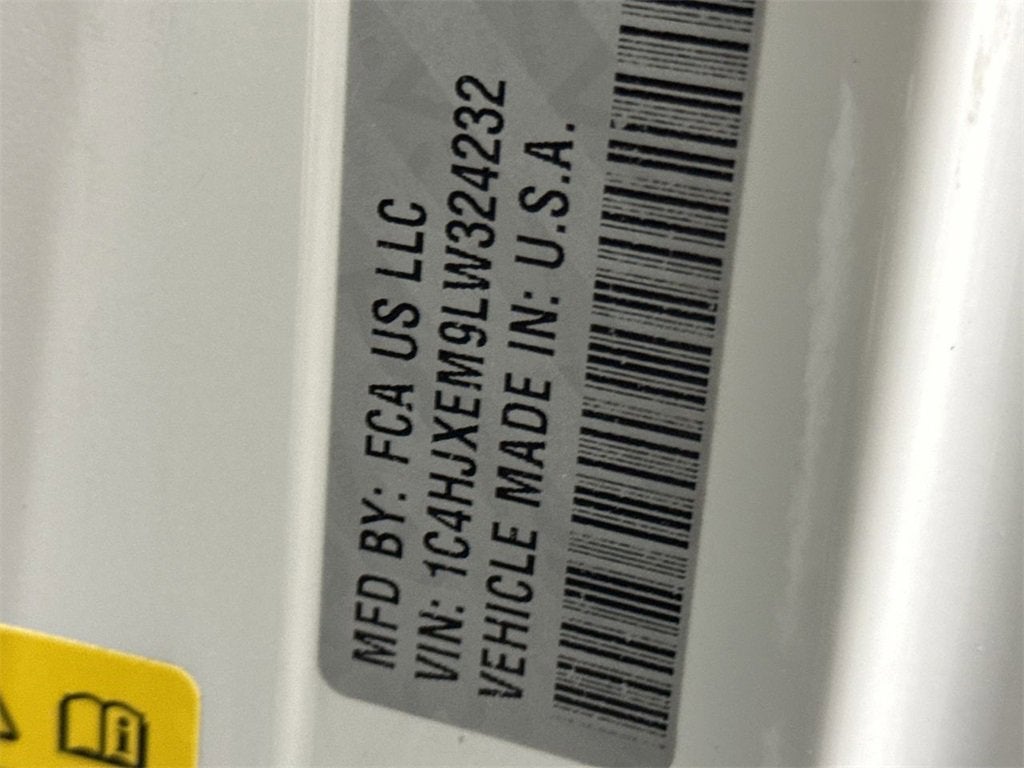 MFD BY: FCA US LLC
VIN: 1C4HJXEM9LW324232
VEHICLE MADE IN: U.S.A.